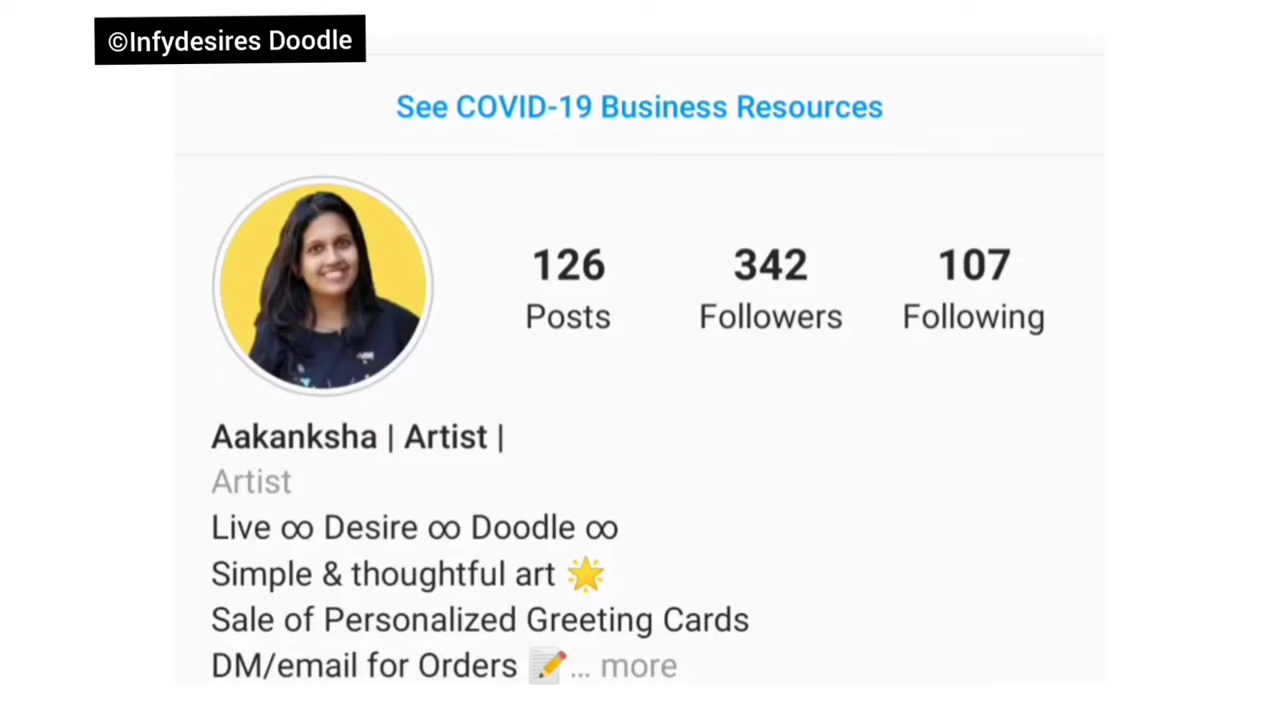 ©Infydesires Doodle
See COVID-19 Business Resources
126 342 107
Posts Followers Following
Aakanksha | Artist |
Artist
Live ∞ Desire ∞ Doodle ∞
Simple & thoughtful art 🌟
Sale of Personalized Greeting Cards
DM/email for Orders 📝... more